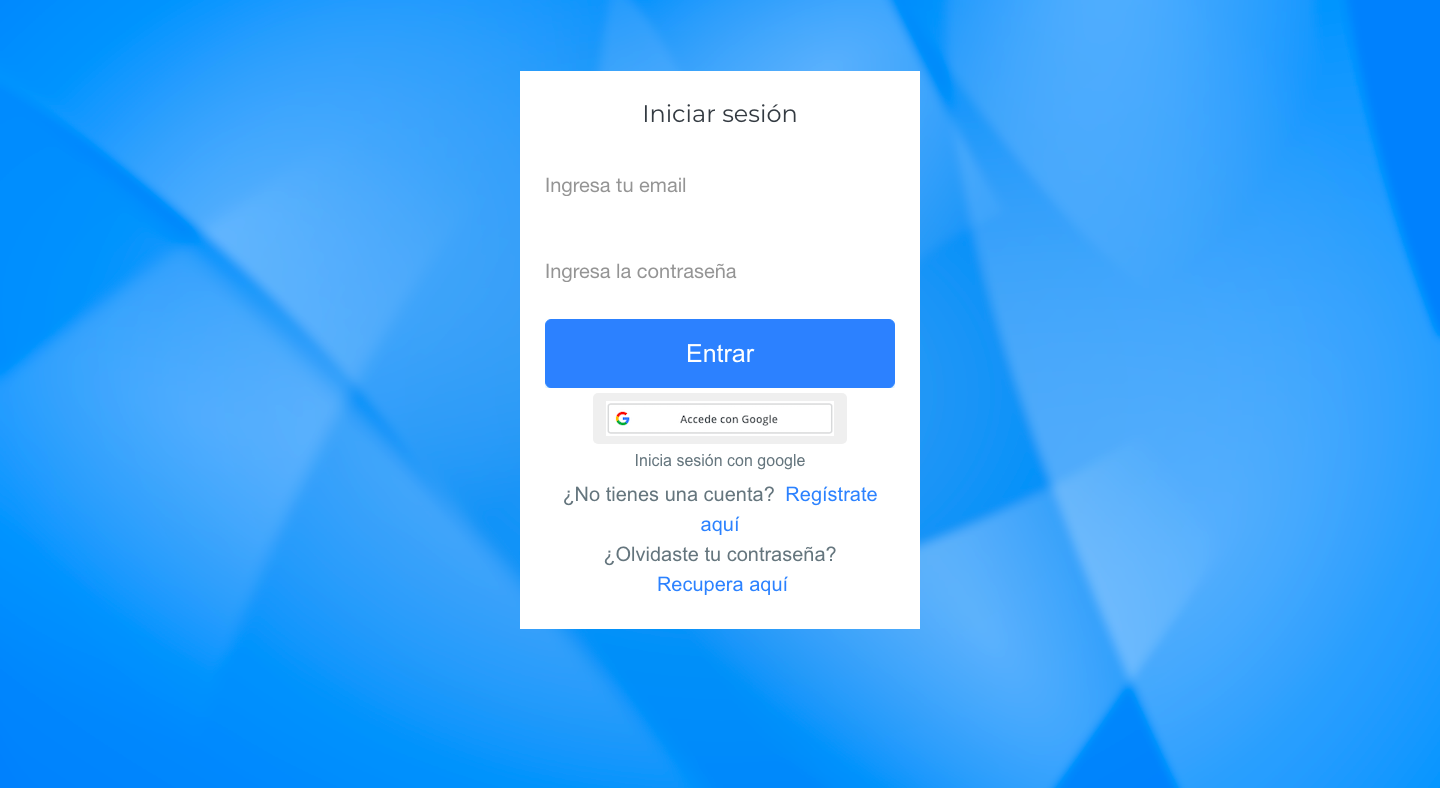 Iniciar sesión
Ingresa tu email
Ingresa la contraseña
Entrar
Accede con Google
Inicia sesión con google
¿No tienes una cuenta? Regístrate
aquí
¿Olvidaste tu contraseña?
Recupera aquí